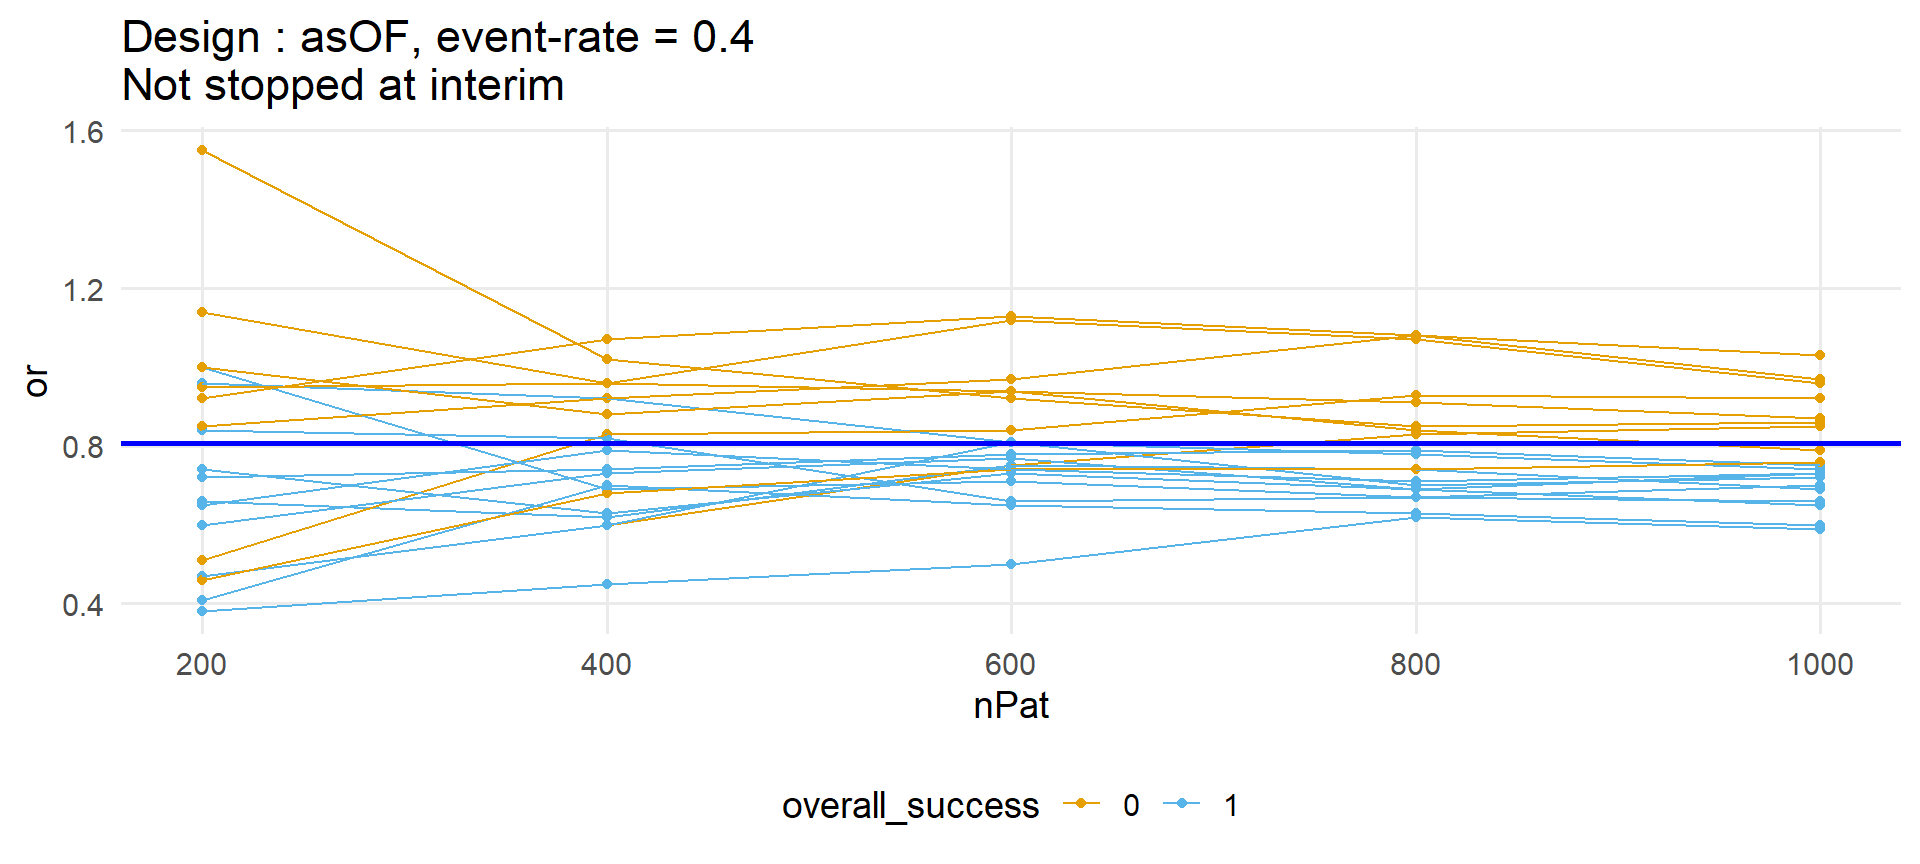 Design : asOF, event-rate = 0.4
Not stopped at interim
1.6
1.2
0.8
0.4
or
200 400 600 800 1000
nPat
overall_success 0 1